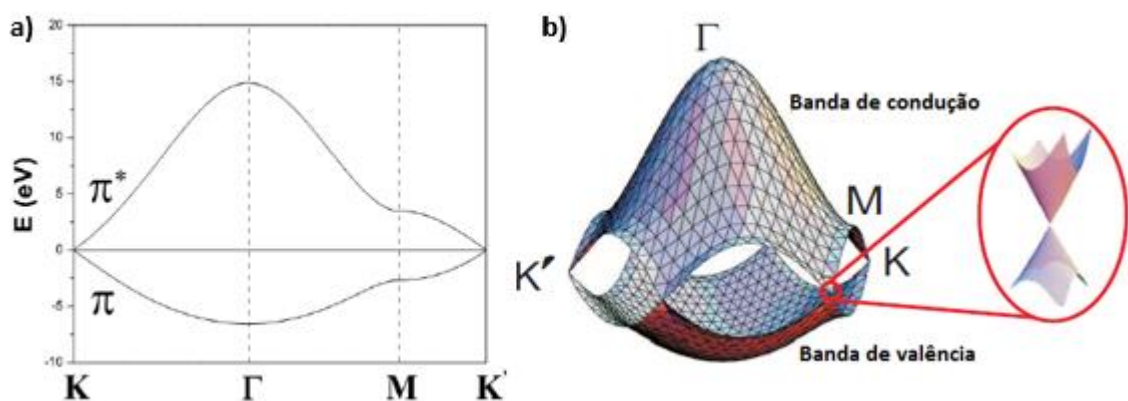 a)
20
15
10
5
0
-5
-10
E (eV)
π*
π
K
Γ
M
K'
b)
Γ
Banda de condução
M
K
K′
Banda de valência